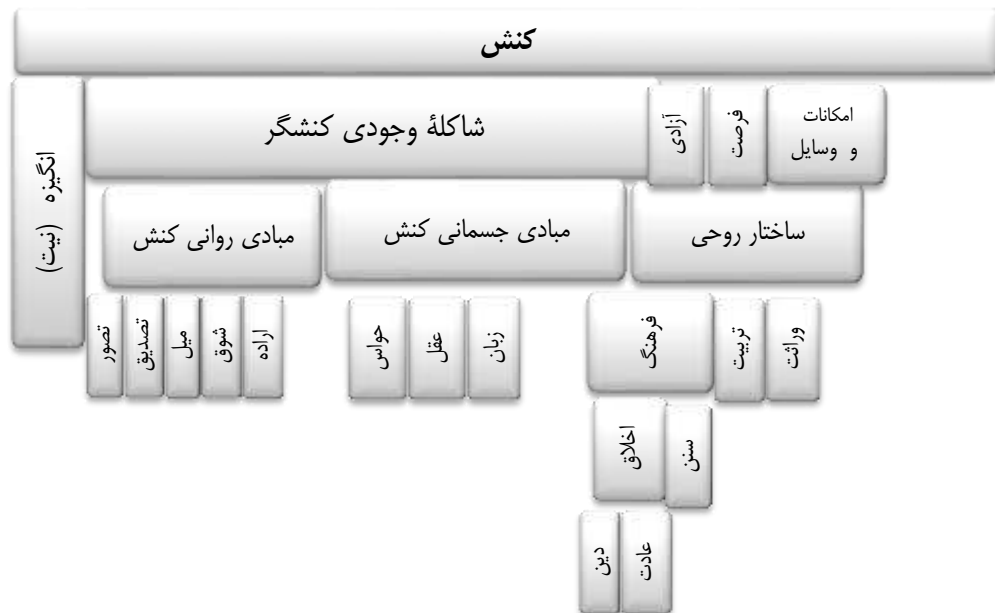 کنش
امکانات
و وسایل
فرصت
آزادی
شاکلهٔ وجودی کنشگر
انگیزه (نیت)
ساختار روحی
مبادی جسمانی کنش
مبادی روانی کنش
وراثت
تربیت
فرهنگ
زبان
عقل
حواس
اراده
شوق
میل
تصدیق
تصور
سنن
اخلاق
عادت
دین